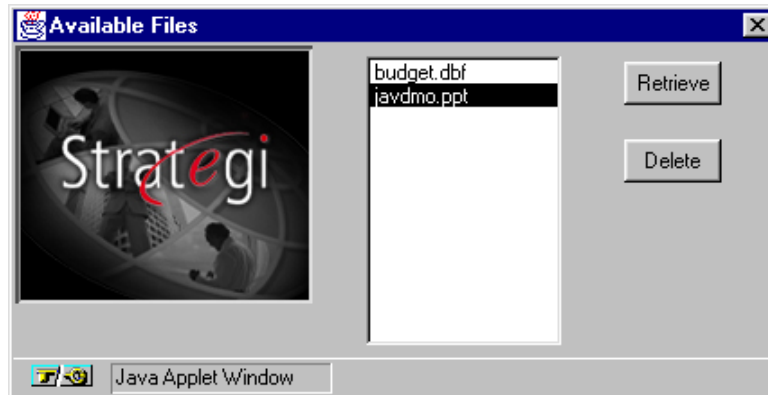 Available Files
Strategi
budget.dbf
javdmo.ppt
Retrieve
Delete
Java Applet Window